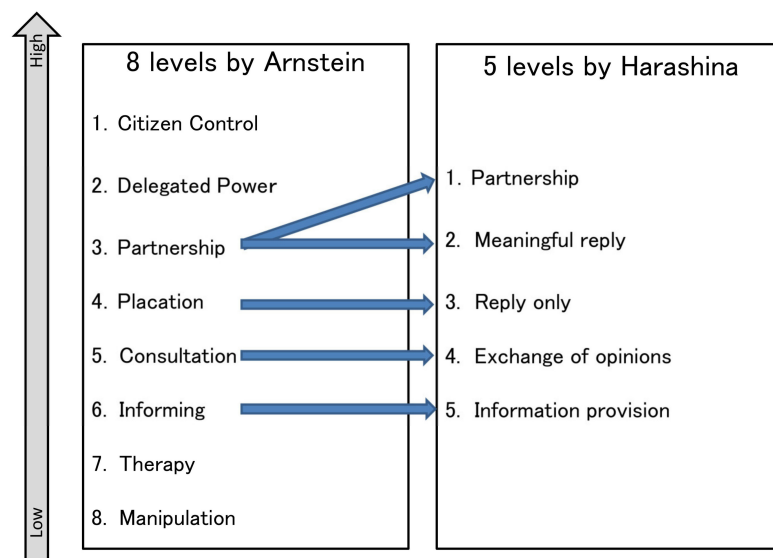 High
8 levels by Arnstein
1. Citizen Control
2. Delegated Power
3. Partnership
4. Placation
5. Consultation
6. Informing
7. Therapy
8. Manipulation
5 levels by Harashina
1. Partnership
2. Meaningful reply
3. Reply only
4. Exchange of opinions
5. Information provision
Low